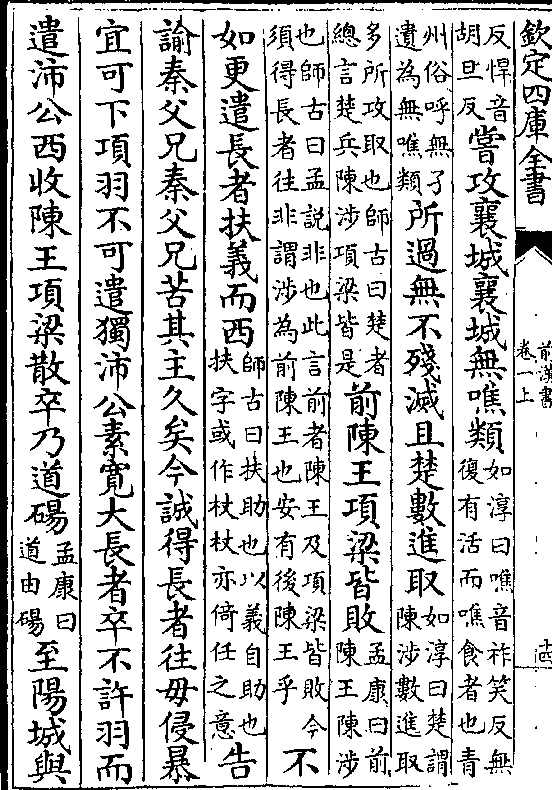 欽定四庫全書
前漢書
卷一上
十四
反悍音胡旦反嘗攻襄城襄城無噍類如淳曰噍音祚笑反無復有活而噍食者也青
州俗呼無孑遺為無噍類所過無不殘滅且楚數進取如淳曰楚謂陳涉數進取
多所攻取也師古曰楚者總言楚兵陳涉項梁皆是前陳王項梁皆敗孟康曰前陳王陳涉
也師古曰孟說非也此言前者陳王及項梁皆敗今須得長者往非謂涉為前陳王也安有後陳王乎不
如更遣長者扶義而西師古曰扶助也以義自助也扶字或作杖杖亦倚任之意告
諭秦父兄秦父兄苦其主久矣今誠得長者往毋侵暴
宜可下項羽不可遣獨沛公素寬大長者卒不許羽而
遣沛公西收陳王項梁散卒乃道碭孟康曰道由碭至陽城與